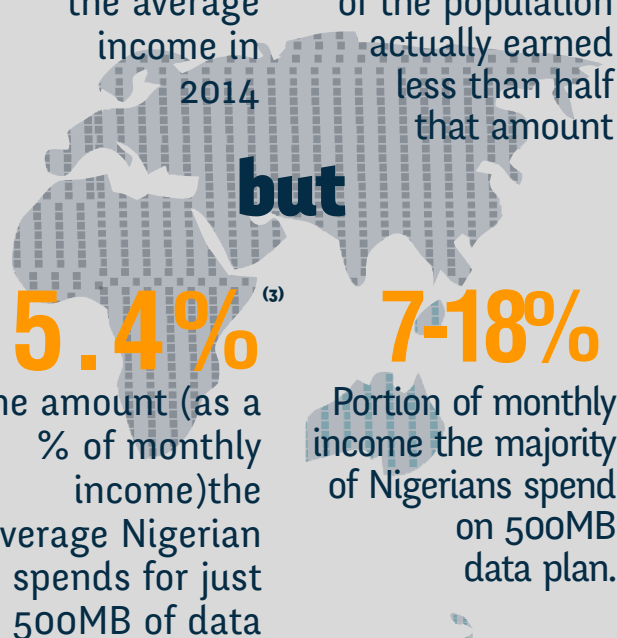 the average
income in
2014
of the population
actually earned
less than half
that amount
but
5.4% (3)
he amount (as a
% of monthly
income)the
verage Nigerian
spends for just
500MB of data
7-18%
Portion of monthly
income the majority
of Nigerians spend
on 500MB
data plan.